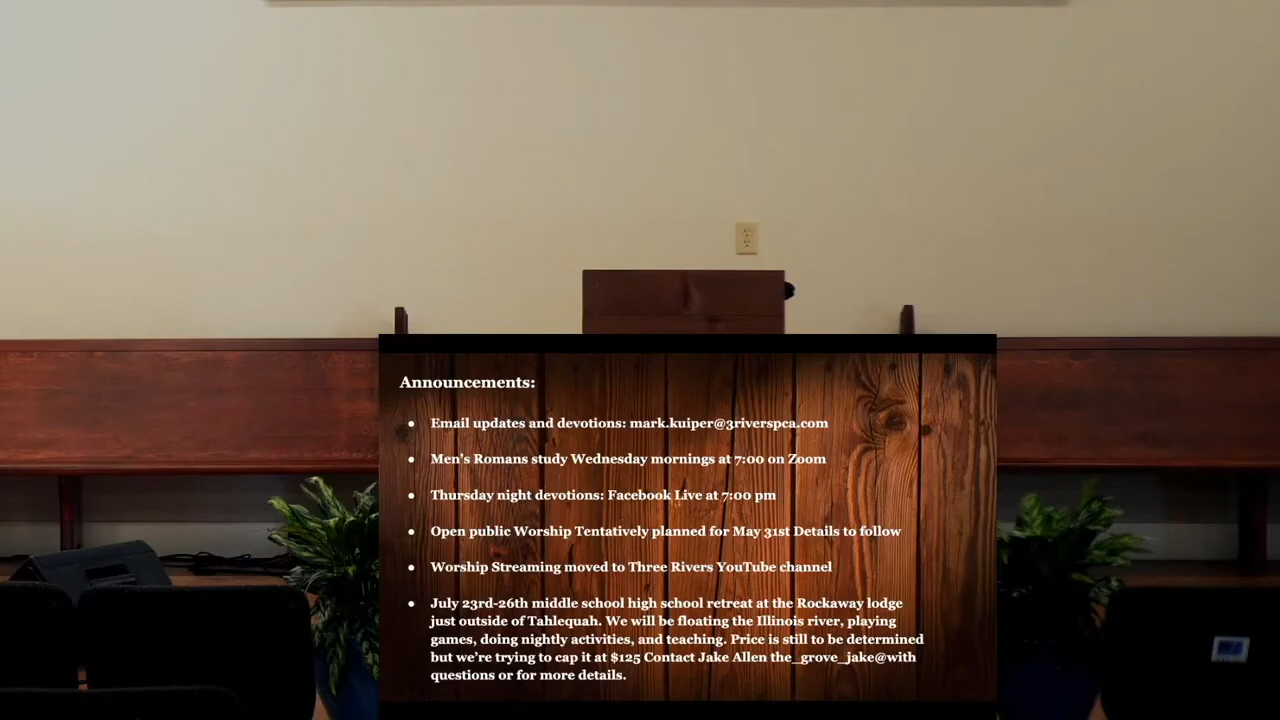 Announcements:
● Email updates and devotions: mark.kuiper@3riverspca.com
● Men's Romans study Wednesday mornings at 7:00 on Zoom
● Thursday night devotions: Facebook Live at 7:00 pm
● Open public Worship Tentatively planned for May 31st Details to follow
● Worship Streaming moved to Three Rivers YouTube channel
● July 23rd-26th middle school high school retreat at the Rockaway lodge
just outside of Tahlequah. We will be floating the Illinois river, playing
games, doing nightly activities, and teaching. Price is still to be determined
but we're trying to cap it at $125 Contact Jake Allen the_grove_jake@with
questions or for more details.